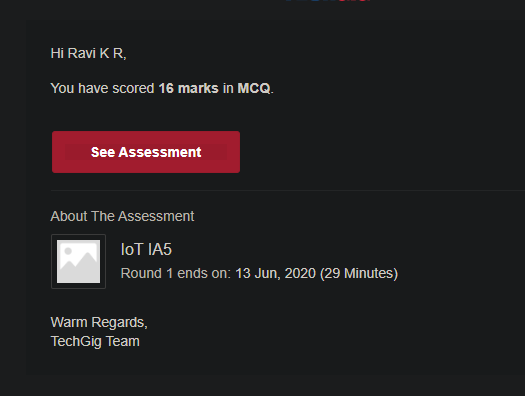 Hi Ravi K R,
You have scored 16 marks in MCQ.
See Assessment
About The Assessment
IoT IA5
Round 1 ends on: 13 Jun, 2020 (29 Minutes)
Warm Regards,
TechGig Team